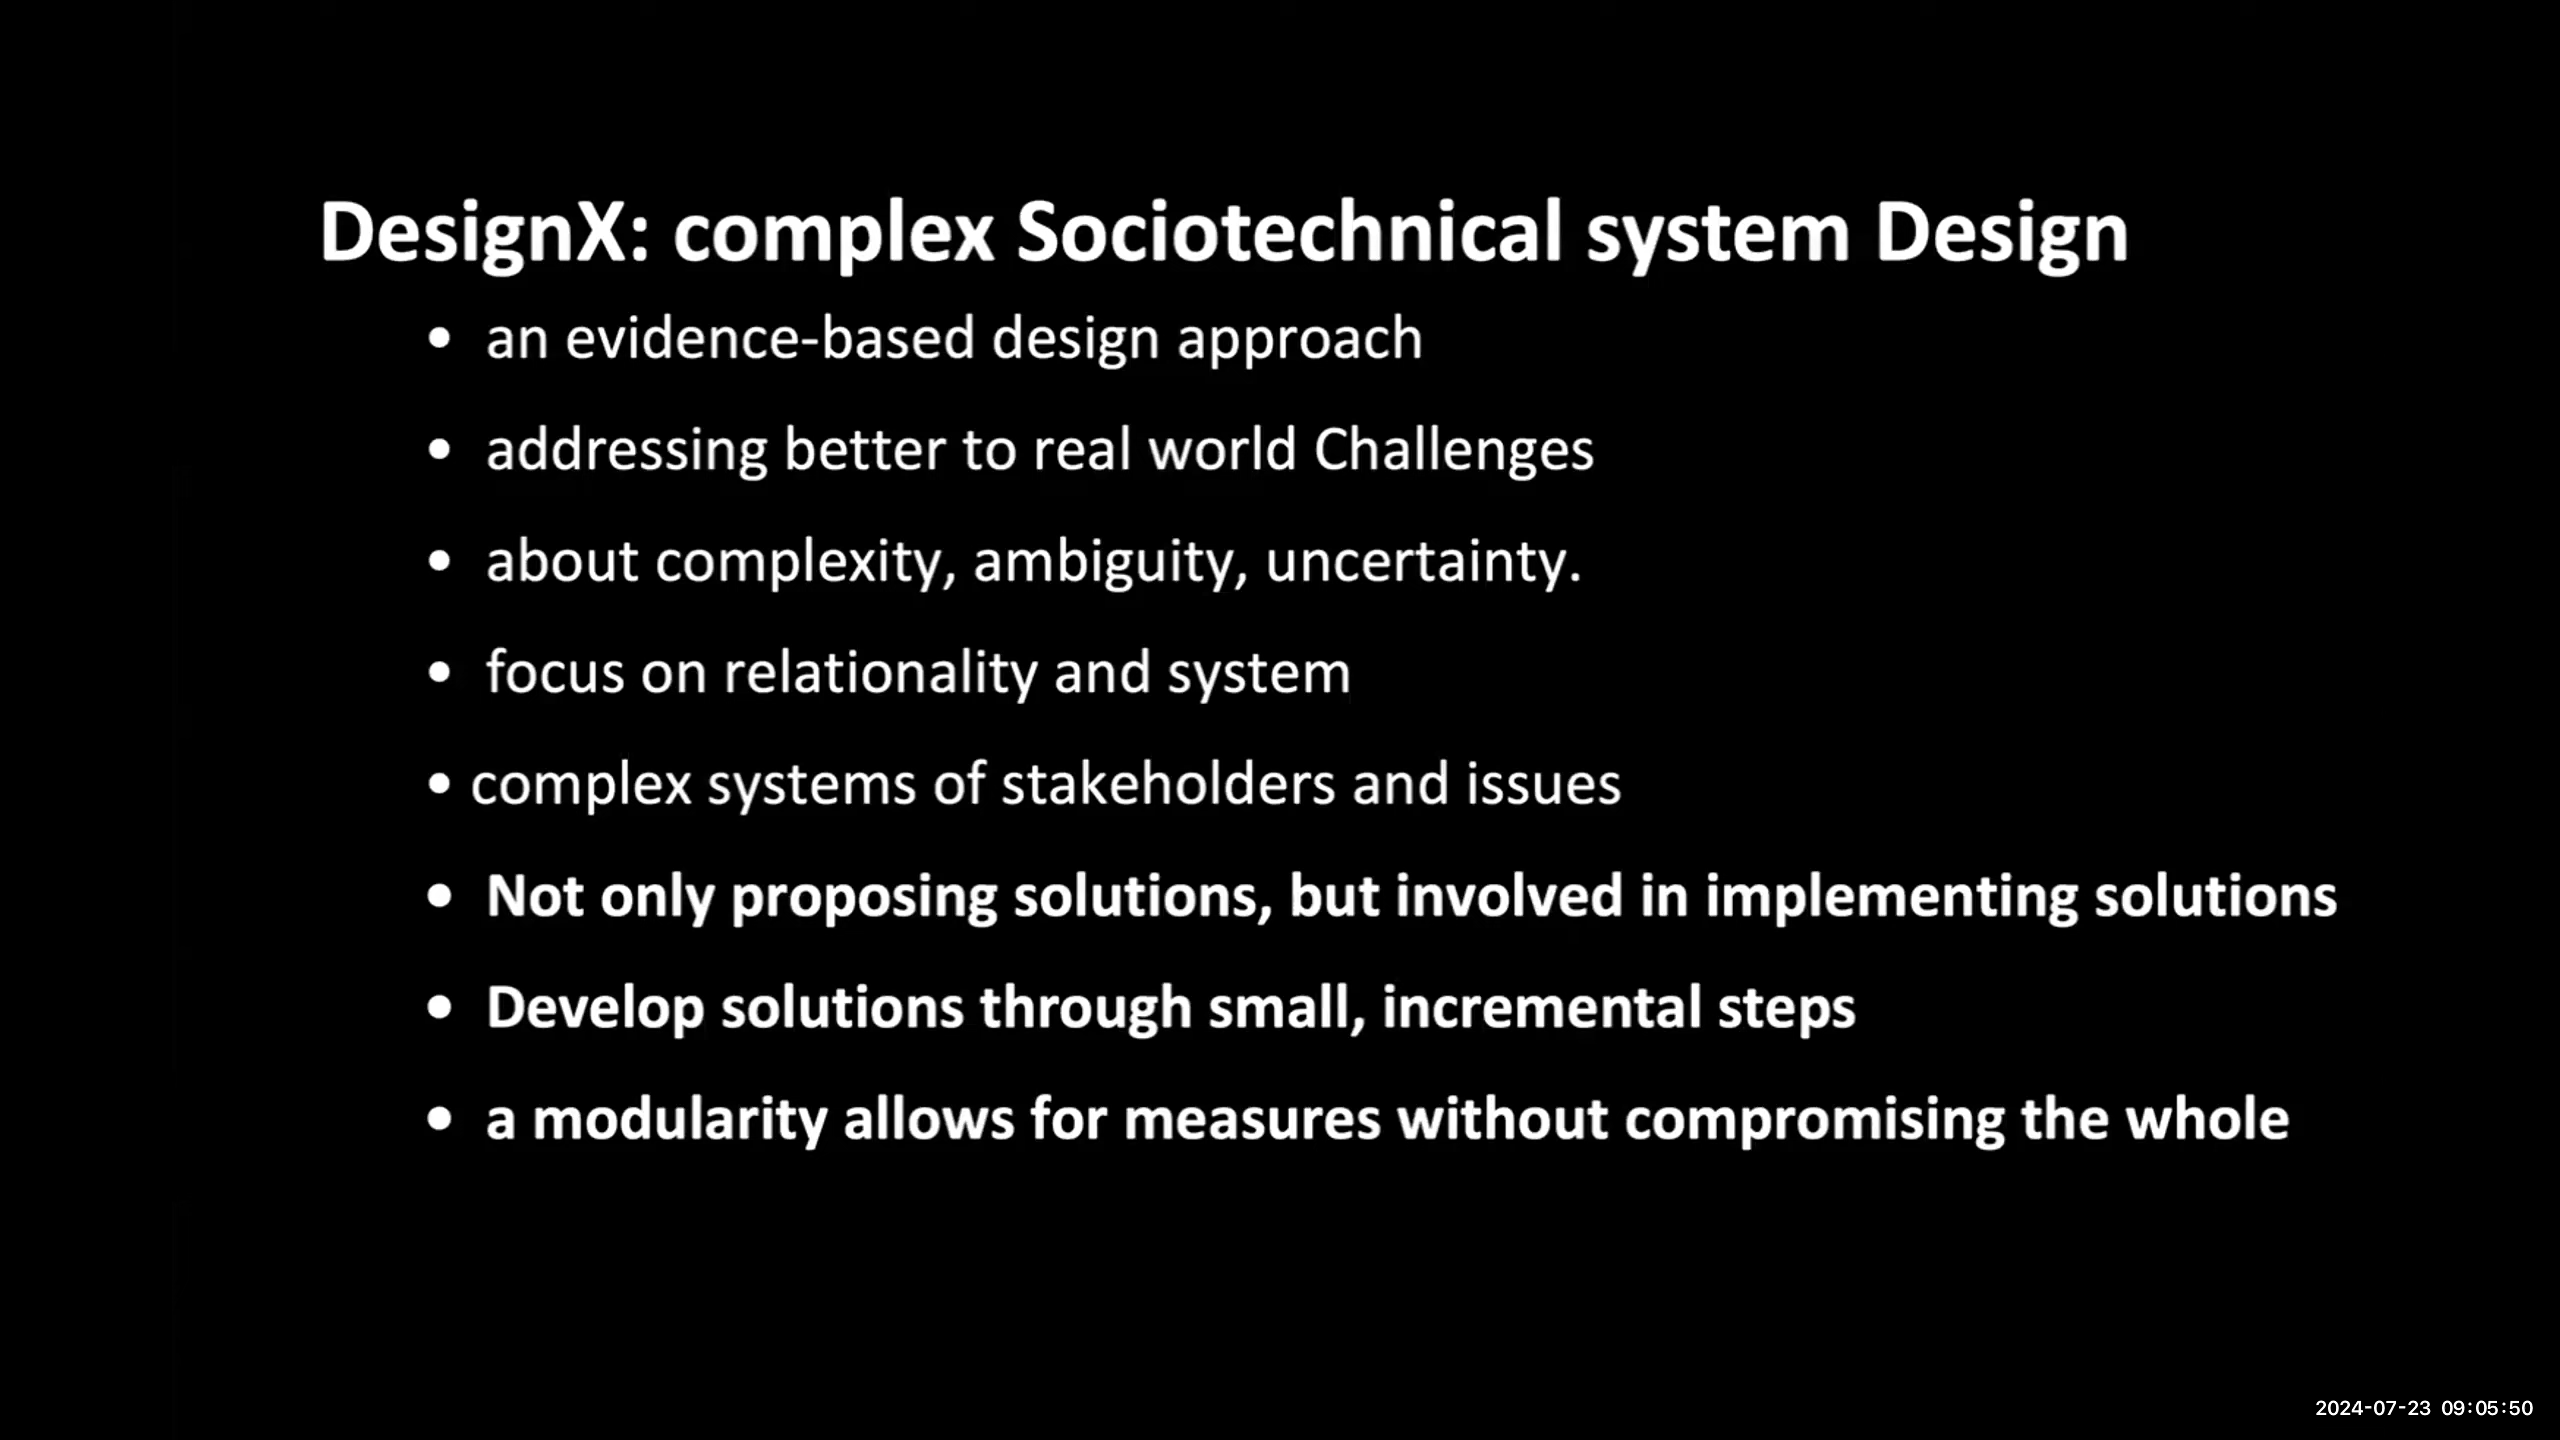 DesignX: complex Sociotechnical system Design
• an evidence-based design approach
• addressing better to real world Challenges
• about complexity, ambiguity, uncertainty.
• focus on relationality and system
• complex systems of stakeholders and issues
• Not only proposing solutions, but involved in implementing solutions
• Develop solutions through small, incremental steps
• a modularity allows for measures without compromising the whole
2024-07-23 09:05:50